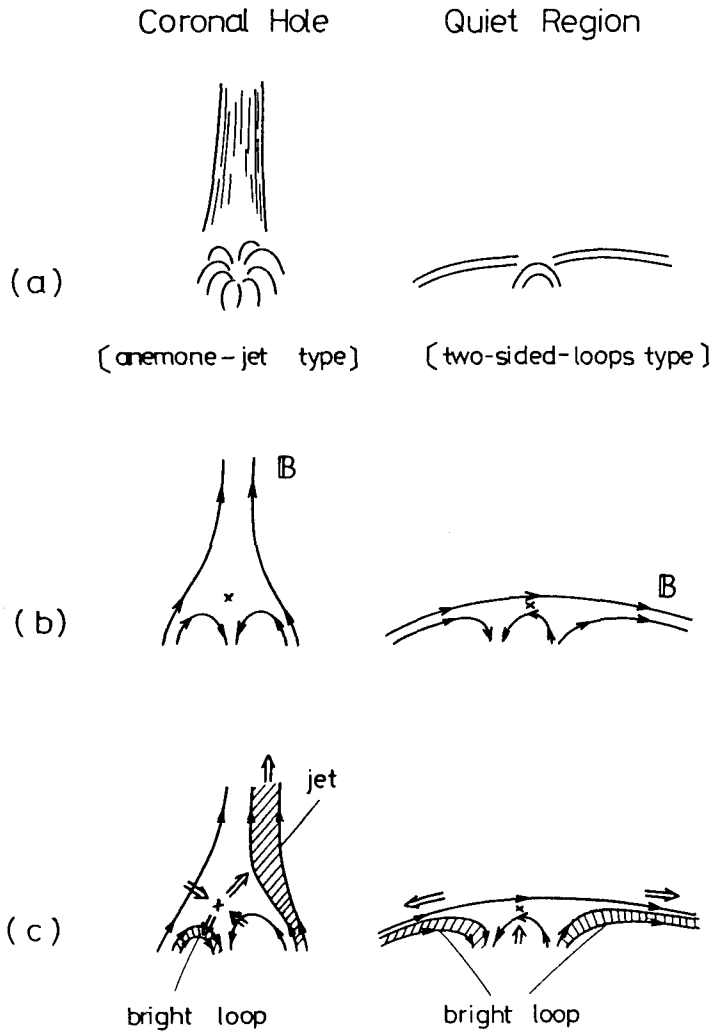 Coronal Hole Quiet Region
(a)
[anemone-jet type] [two-sided-loops type]
𝔹
𝔹
(b)
jet
(c)
bright loop bright loop